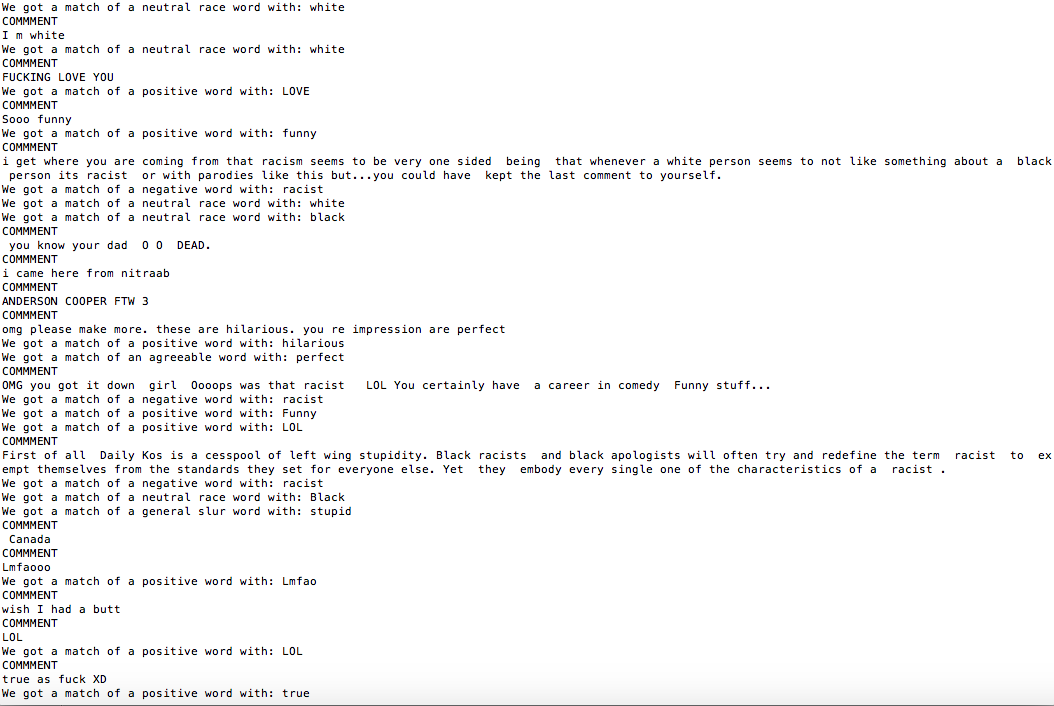 We got a match of a neutral race word with: white
COMMMENT
I m white
We got a match of a neutral race word with: white
COMMMENT
FUCKING LOVE YOU
We got a match of a positive word with: LOVE
COMMMENT
Sooo funny
We got a match of a positive word with: funny
COMMMENT
i get where you are coming from that racism seems to be very one sided  being  that whenever a white person seems to not like something about a  black
 person its racist  or with parodies like this but...you could have  kept the last comment to yourself.
We got a match of a negative word with: racist
We got a match of a neutral race word with: white
We got a match of a neutral race word with: black
COMMMENT
 you know your dad  O O  DEAD.
COMMMENT
i came here from nitraab
COMMMENT
ANDERSON COOPER FTW 3
COMMMENT
omg please make more. these are hilarious. you re impression are perfect
We got a match of a positive word with: hilarious
We got a match of an agreeable word with: perfect
COMMMENT
OMG you got it down  girl  Oooops was that racist   LOL You certainly have  a career in comedy  Funny stuff...
We got a match of a negative word with: racist
We got a match of a positive word with: Funny
We got a match of a positive word with: LOL
COMMMENT
First of all  Daily Kos is a cesspool of left wing stupidity. Black racists  and black apologists will often try and redefine the term  racist  to  ex
empt themselves from the standards they set for everyone else. Yet  they  embody every single one of the characteristics of a  racist .
We got a match of a negative word with: racist
We got a match of a neutral race word with: Black
We got a match of a general slur word with: stupid
COMMMENT
 Canada
COMMMENT
Lmfaooo
We got a match of a positive word with: Lmfao
COMMMENT
wish I had a butt
COMMMENT
LOL
We got a match of a positive word with: LOL
COMMMENT
true as fuck XD
We got a match of a positive word with: true